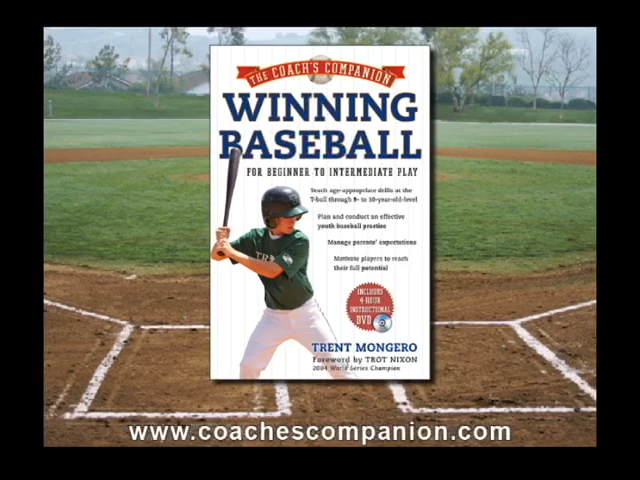 THE COACH'S COMPANION
WINNING
BASEBALL
FOR BEGINNER TO INTERMEDIATE PLAY
Teach age-appropriate drills at the
T-ball through 9- to 10-year-old-level
Plan and conduct an effective
youth baseball practice
Manage parents' expectations
Motivate players to reach
their full potential
INCLUDES
4-HOUR
INSTRUCTIONAL
DVD
TRENT MONGERO
Foreword by TROT NIXON
2004 World Series Champion
www.coachescompanion.com